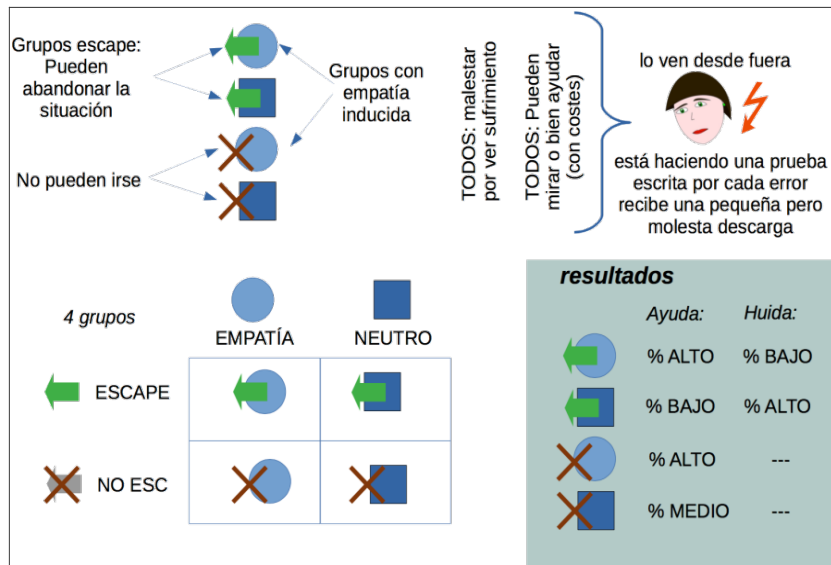 Grupos escape:
Pueden
abandonar la
situación
No pueden irse
Grupos con
empatía
inducida
TODOS: malestar
por ver sufrimiento
TODOS: Pueden
mirar o bien ayudar
(con costes)
lo ven desde fuera
está haciendo una prueba
escrita por cada error
recibe una pequeña pero
molesta descarga
4 grupos
EMPATÍA
NEUTRO
ESCAPE
NO ESC
resultados
Ayuda: Huida:
% ALTO % BAJO
% BAJO % ALTO
% ALTO ---
% MEDIO ---